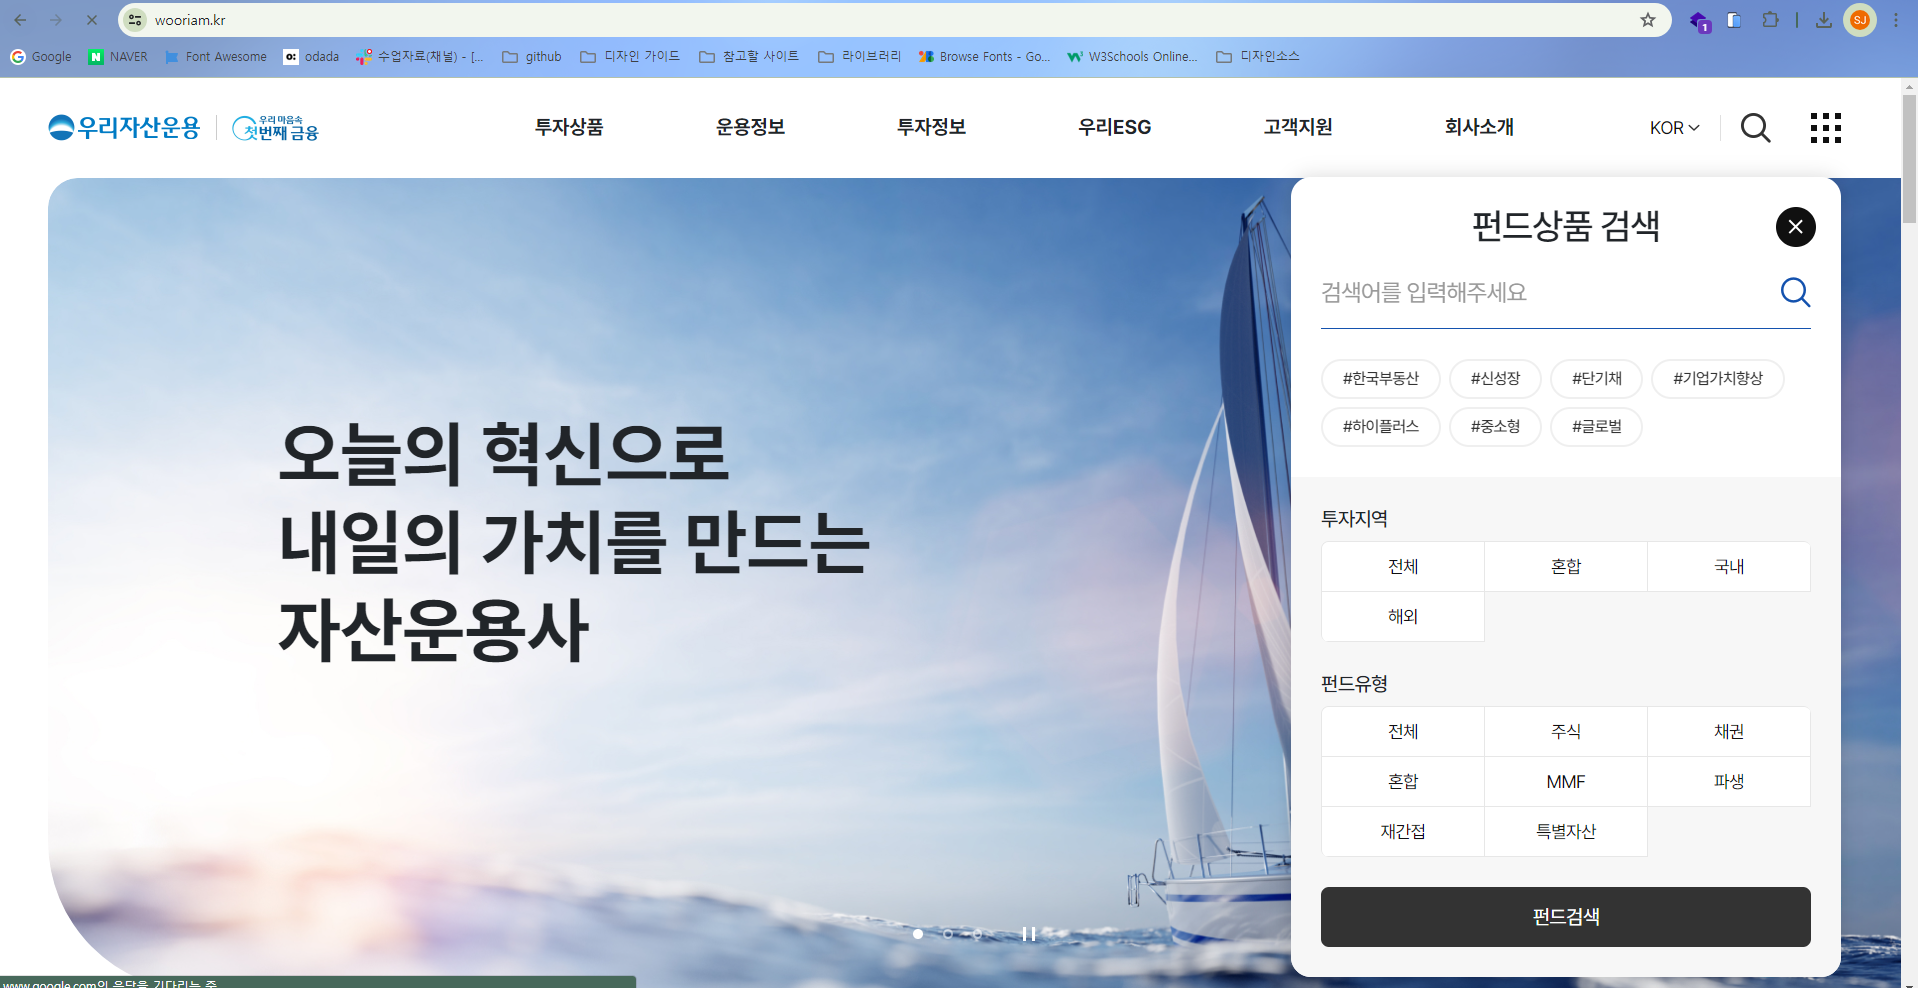 wooriam.kr
SJ
1
Google
NAVER
Font Awesome
odada
수업자료(채널) - [...
github
디자인 가이드
참고할 사이트
라이브러리
Browse Fonts - Go...
W3Schools Online...
디자인소스
우리자산운용
우리 마음속
첫번째 금융
투자상품
운용정보
투자정보
우리ESG
고객지원
회사소개
KOR
오늘의 혁신으로
내일의 가치를 만드는
자산운용사
펀드상품 검색
검색어를 입력해주세요
#한국부동산
#신성장
#단기채
#기업가치향상
#하이플러스
#중소형
#글로벌
투자지역
전체
혼합
국내
해외
펀드유형
전체
주식
채권
혼합
MMF
파생
재간접
특별자산
펀드검색
www.google.com의 응답을 기다리는 중